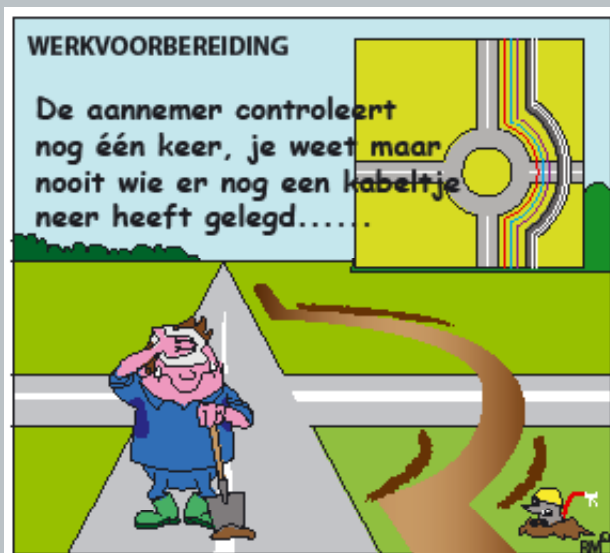 WERKVOORBEREIDING
De aannemer controleert
nog één keer, je weet maar
nooit wie er nog een kabeltje
neer heeft gelegd......